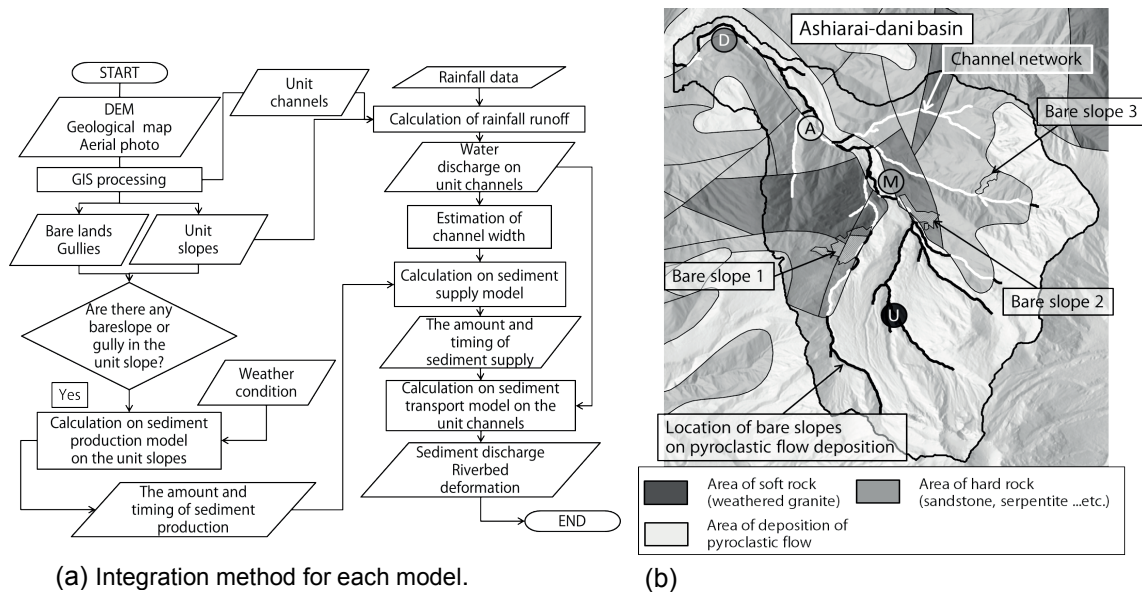 START
DEM
Geological map
Aerial photo
GIS processing
Unit
channels
Bare lands
Gullies
Unit
slopes
Are there any
bareslope or
gully in the
unit slope?
Yes
Weather
condition
Calculation on sediment
production model
on the unit slopes
The amount and
timing of sediment
production
Rainfall data
Calculation of rainfall runoff
Water
discharge on
unit channels
Estimation of
channel width
Calculation on sediment
supply model
The amount and
timing of
sediment supply
Calculation on sediment
transport model on the
unit channels
Sediment discharge
Riverbed
deformation
END
(a) Integration method for each model.
Ashiarai-dani basin
D
Channel network
Bare slope 3
A
M
Bare slope 1
Bare slope 2
U
Location of bare slopes
on pyroclastic flow deposition
Area of soft rock
(weathered granite)
Area of hard rock
(sandstone, serpentite ...etc.)
Area of deposition of
pyroclastic flow
(b)